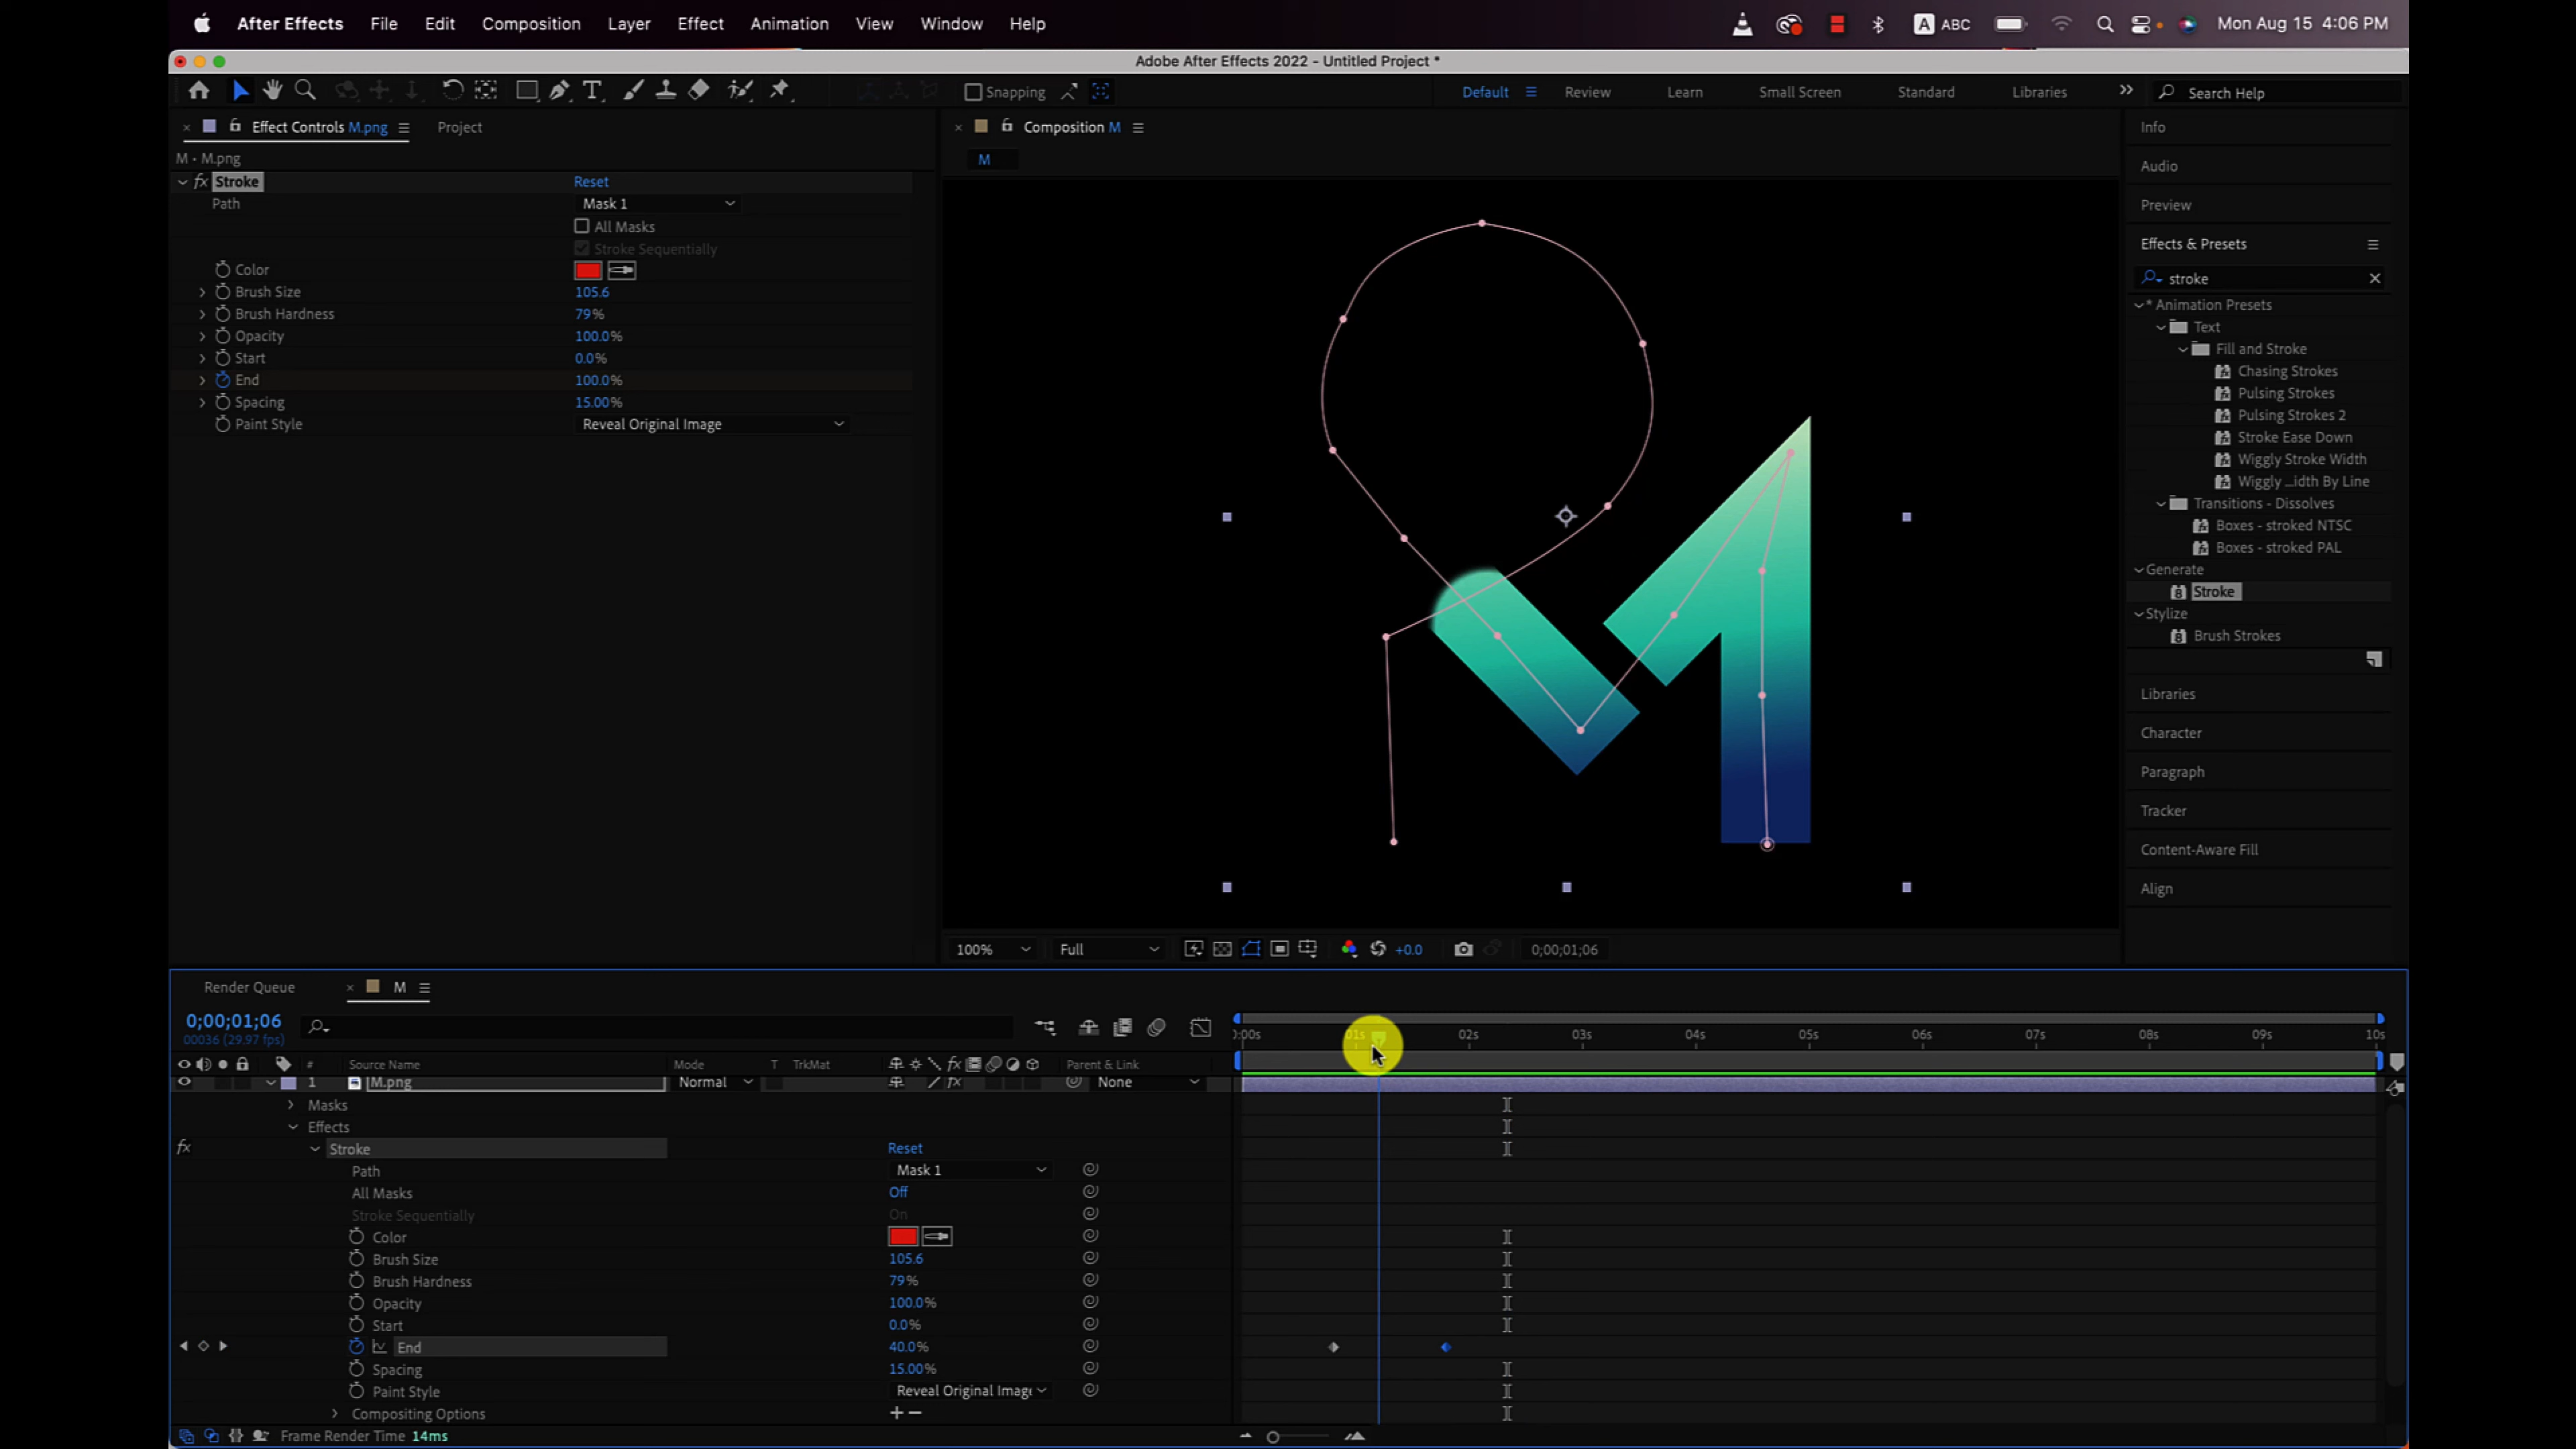 After Effects File Edit Composition Layer Effect Animation View Window Help A ABC Mon Aug 15 4:06 PM
Adobe After Effects 2022 - Untitled Project *
T Snapping Default Review Learn Small Screen Standard Libraries Search Help
Effect Controls M.png Project
M • M.png
fx Stroke Reset
Path Mask 1
All Masks
Stroke Sequentially
Color
Brush Size 105.6
Brush Hardness 79%
Opacity 100.0%
Start 0.0%
End 100.0%
Spacing 15.00%
Paint Style Reveal Original Image
Composition M
M
100% Full +0.0 0;00;01;06
Info
Audio
Preview
Effects & Presets
stroke
* Animation Presets
Text
Fill and Stroke
Chasing Strokes
Pulsing Strokes
Pulsing Strokes 2
Stroke Ease Down
Wiggly Stroke Width
Wiggly ...idth By Line
Transitions - Dissolves
Boxes - stroked NTSC
Boxes - stroked PAL
Generate
Stroke
Stylize
Brush Strokes
Libraries
Character
Paragraph
Tracker
Content-Aware Fill
Align
Render Queue M
0;00;01;06
00036 (29.97 fps)
:00s 01s 02s 03s 04s 05s 06s 07s 08s 09s 10s
# Source Name Mode T TrkMat fx Parent & Link
1 M.png Normal fx None
Masks
Effects
fx Stroke Reset
Path Mask 1
All Masks Off
Stroke Sequentially On
Color
Brush Size 105.6
Brush Hardness 79%
Opacity 100.0%
Start 0.0%
End 40.0%
Spacing 15.00%
Paint Style Reveal Original Image
Compositing Options + −
Frame Render Time 14ms